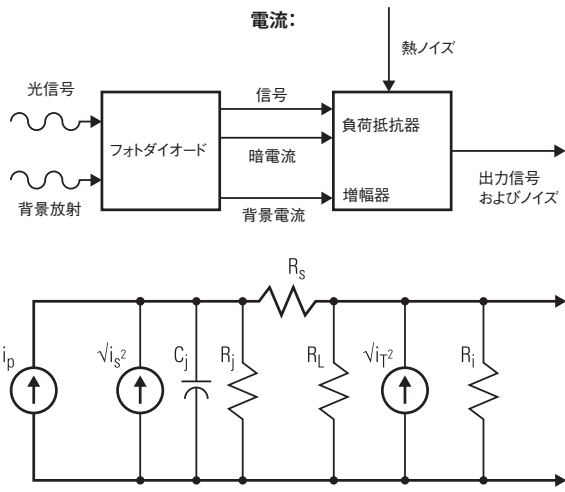 電流：
熱ノイズ
光信号
信号
フォトダイオード
暗電流
負荷抵抗器
背景放射
背景電流
増幅器
出力信号
およびノイズ
Rs
ip
√is²
Cj
Rj
RL
√iT²
Ri